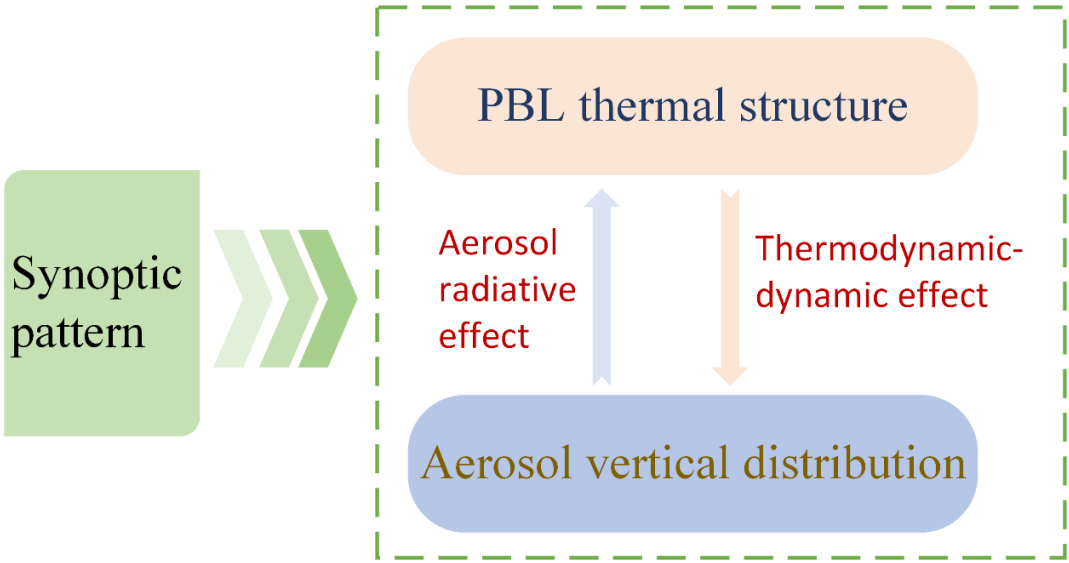 Synoptic
pattern
PBL thermal structure
Aerosol
radiative
effect
Thermodynamic-
dynamic effect
Aerosol vertical distribution